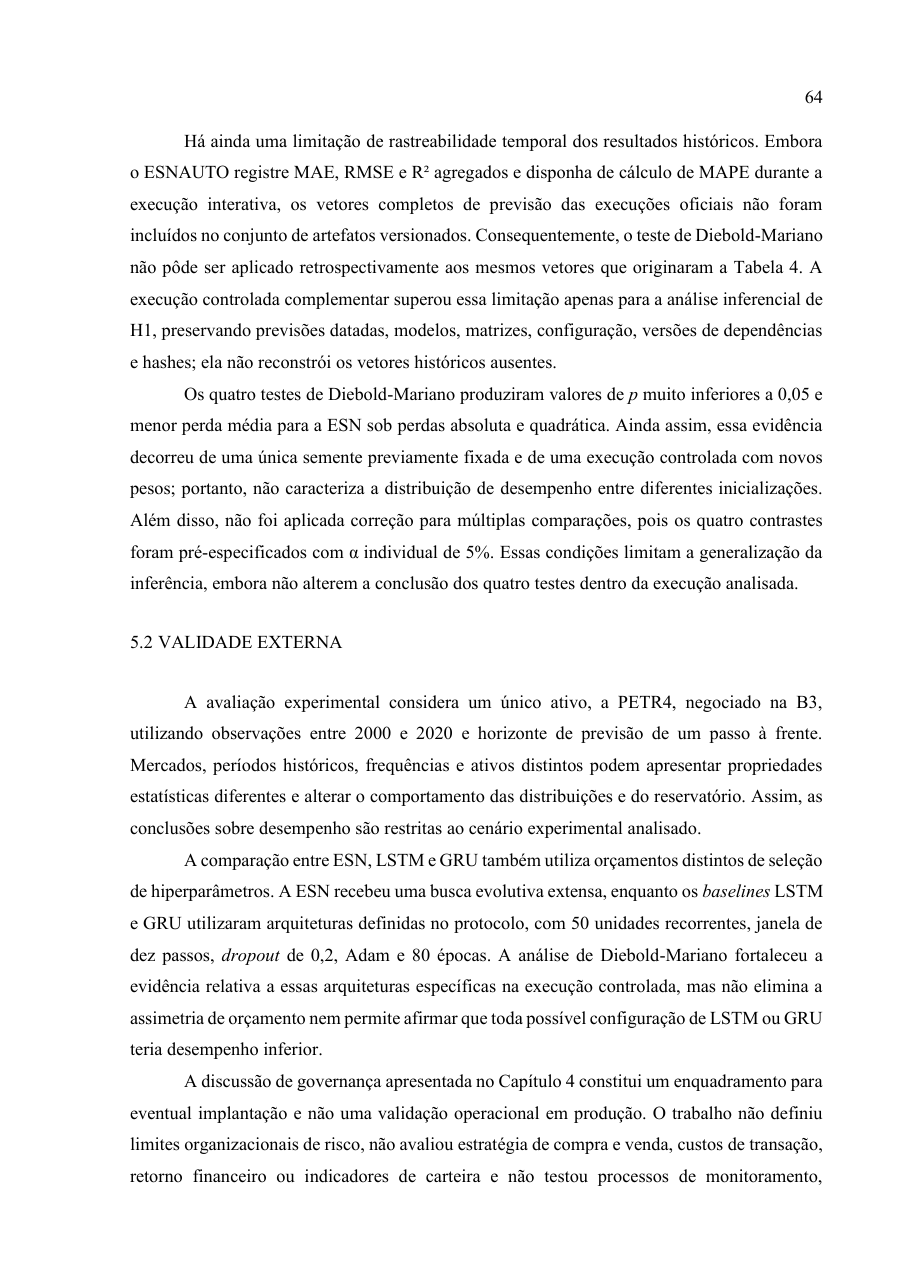 64
Há ainda uma limitação de rastreabilidade temporal dos resultados históricos. Embora
o ESNAUTO registre MAE, RMSE e R² agregados e disponha de cálculo de MAPE durante a
execução interativa, os vetores completos de previsão das execuções oficiais não foram
incluídos no conjunto de artefatos versionados. Consequentemente, o teste de Diebold-Mariano
não pôde ser aplicado retrospectivamente aos mesmos vetores que originaram a Tabela 4. A
execução controlada complementar superou essa limitação apenas para a análise inferencial de
H1, preservando previsões datadas, modelos, matrizes, configuração, versões de dependências
e hashes; ela não reconstrói os vetores históricos ausentes.
Os quatro testes de Diebold-Mariano produziram valores de p muito inferiores a 0,05 e
menor perda média para a ESN sob perdas absoluta e quadrática. Ainda assim, essa evidência
decorreu de uma única semente previamente fixada e de uma execução controlada com novos
pesos; portanto, não caracteriza a distribuição de desempenho entre diferentes inicializações.
Além disso, não foi aplicada correção para múltiplas comparações, pois os quatro contrastes
foram pré-especificados com α individual de 5%. Essas condições limitam a generalização da
inferência, embora não alterem a conclusão dos quatro testes dentro da execução analisada.
5.2 VALIDADE EXTERNA
A avaliação experimental considera um único ativo, a PETR4, negociado na B3,
utilizando observações entre 2000 e 2020 e horizonte de previsão de um passo à frente.
Mercados, períodos históricos, frequências e ativos distintos podem apresentar propriedades
estatísticas diferentes e alterar o comportamento das distribuições e do reservatório. Assim, as
conclusões sobre desempenho são restritas ao cenário experimental analisado.
A comparação entre ESN, LSTM e GRU também utiliza orçamentos distintos de seleção
de hiperparâmetros. A ESN recebeu uma busca evolutiva extensa, enquanto os baselines LSTM
e GRU utilizaram arquiteturas definidas no protocolo, com 50 unidades recorrentes, janela de
dez passos, dropout de 0,2, Adam e 80 épocas. A análise de Diebold-Mariano fortaleceu a
evidência relativa a essas arquiteturas específicas na execução controlada, mas não elimina a
assimetria de orçamento nem permite afirmar que toda possível configuração de LSTM ou GRU
teria desempenho inferior.
A discussão de governança apresentada no Capítulo 4 constitui um enquadramento para
eventual implantação e não uma validação operacional em produção. O trabalho não definiu
limites organizacionais de risco, não avaliou estratégia de compra e venda, custos de transação,
retorno financeiro ou indicadores de carteira e não testou processos de monitoramento,